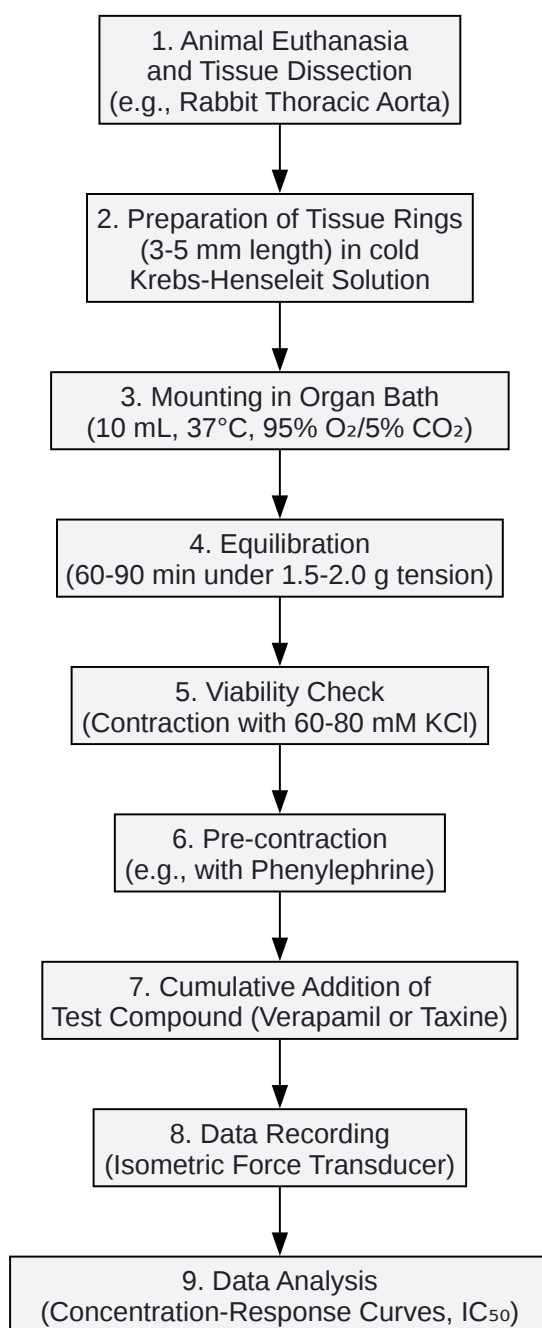 1. Animal Euthanasia
and Tissue Dissection
(e.g., Rabbit Thoracic Aorta)
2. Preparation of Tissue Rings
(3-5 mm length) in cold
Krebs-Henseleit Solution
3. Mounting in Organ Bath
(10 mL, 37°C, 95% O₂/5% CO₂)
4. Equilibration
(60-90 min under 1.5-2.0 g tension)
5. Viability Check
(Contraction with 60-80 mM KCl)
6. Pre-contraction
(e.g., with Phenylephrine)
7. Cumulative Addition of
Test Compound (Verapamil or Taxine)
8. Data Recording
(Isometric Force Transducer)
9. Data Analysis
(Concentration-Response Curves, IC₅₀)